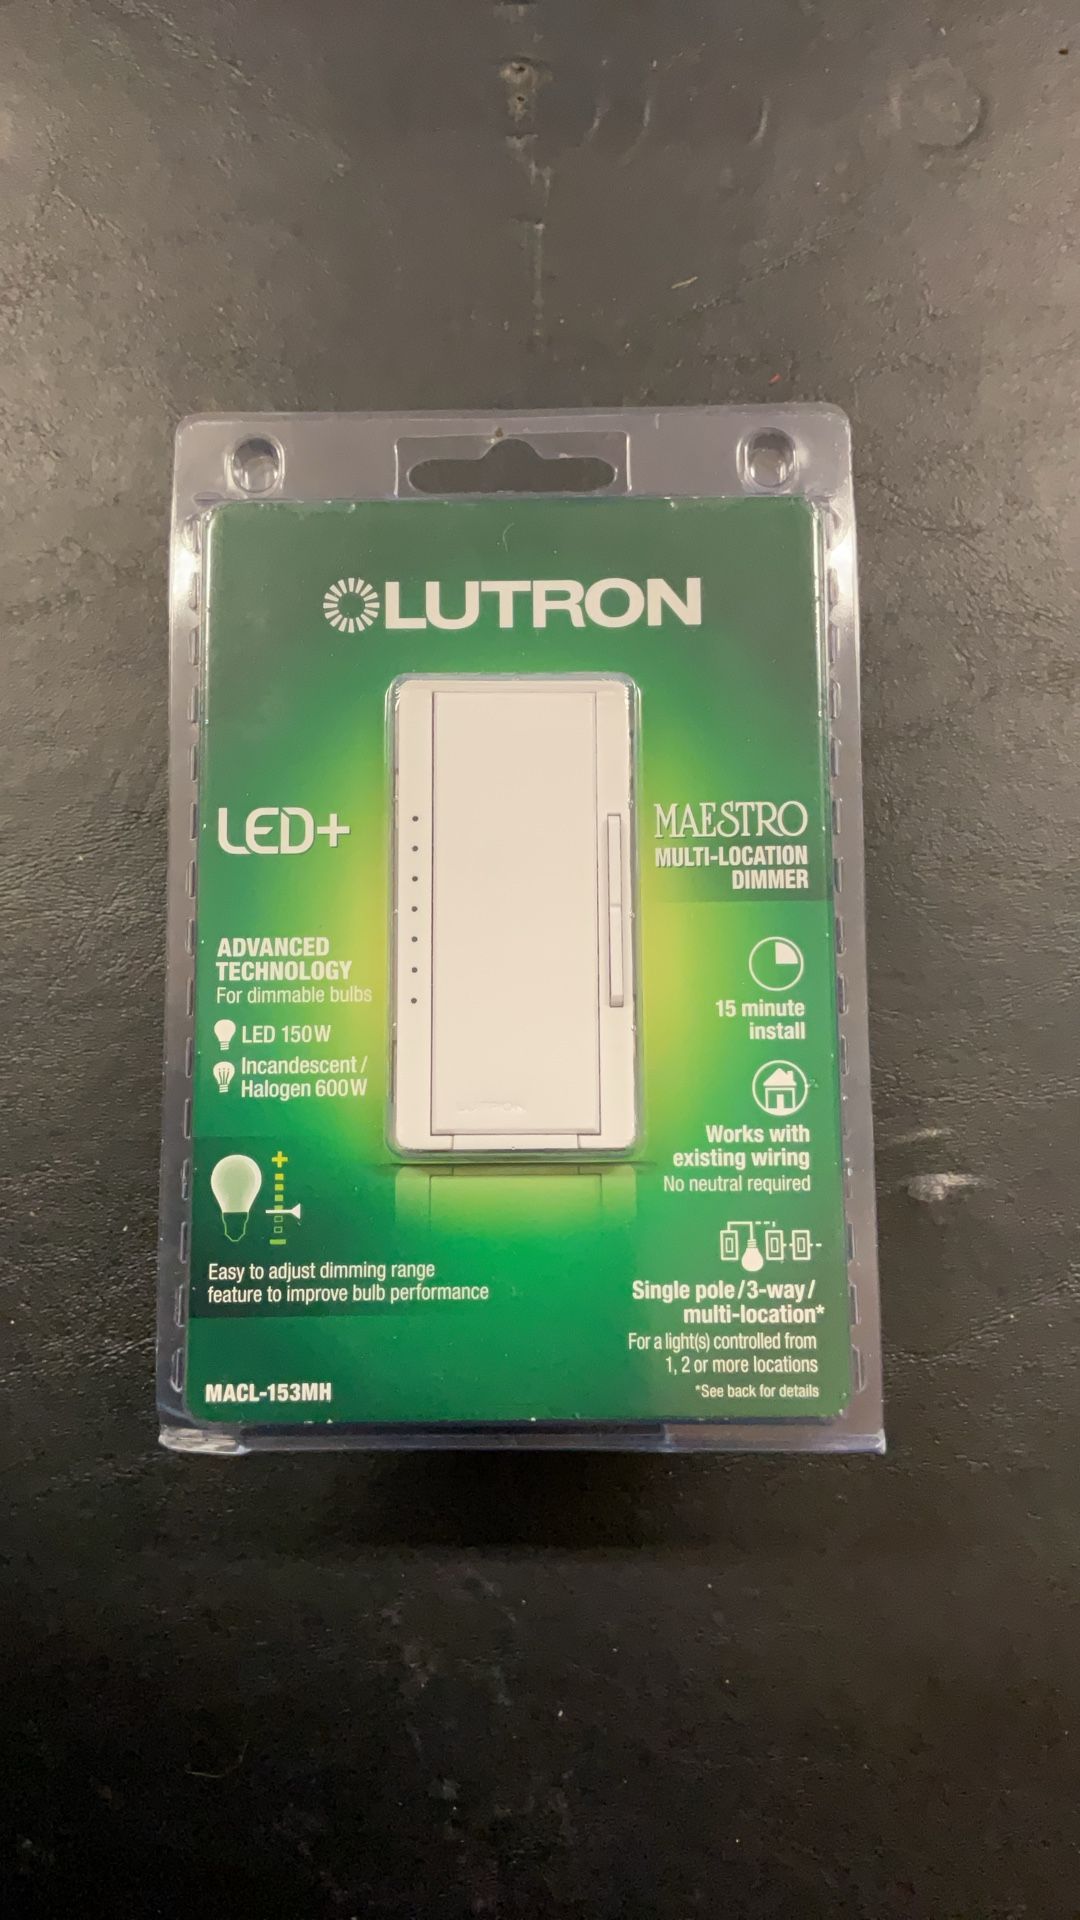 LUTRON
LED+
ADVANCED
TECHNOLOGY
For dimmable bulbs
LED 150W
Incandescent /
Halogen 600W
Easy to adjust dimming range
feature to improve bulb performance
MACL-153MH
LUTRON
MAESTRO
MULTI-LOCATION
DIMMER
15 minute
install
Works with
existing wiring
No neutral required
Single pole/3-way/
multi-location*
For a light(s) controlled from
1, 2 or more locations
*See back for details